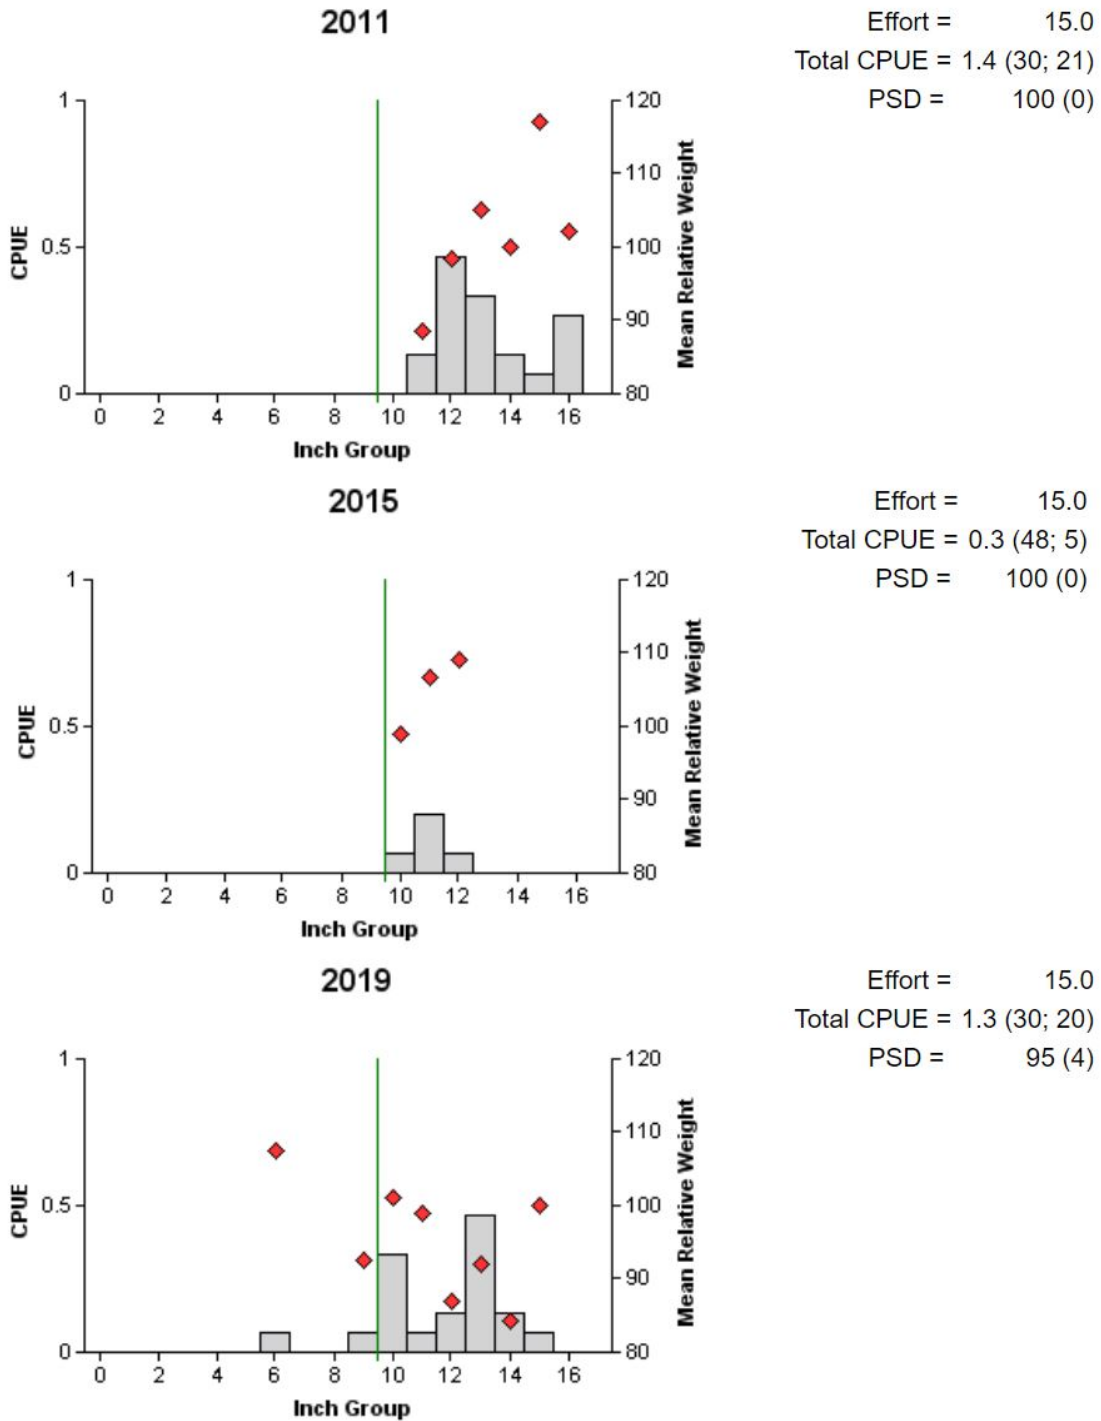 2011
Effort = 15.0
Total CPUE = 1.4 (30; 21)
PSD = 100 (0)
1
0.5
0
CPUE
120
110
100
90
80
Mean Relative Weight
0 2 4 6 8 10 12 14 16
Inch Group
2015
Effort = 15.0
Total CPUE = 0.3 (48; 5)
PSD = 100 (0)
1
0.5
0
CPUE
120
110
100
90
80
Mean Relative Weight
0 2 4 6 8 10 12 14 16
Inch Group
2019
Effort = 15.0
Total CPUE = 1.3 (30; 20)
PSD = 95 (4)
1
0.5
0
CPUE
120
110
100
90
80
Mean Relative Weight
0 2 4 6 8 10 12 14 16
Inch Group